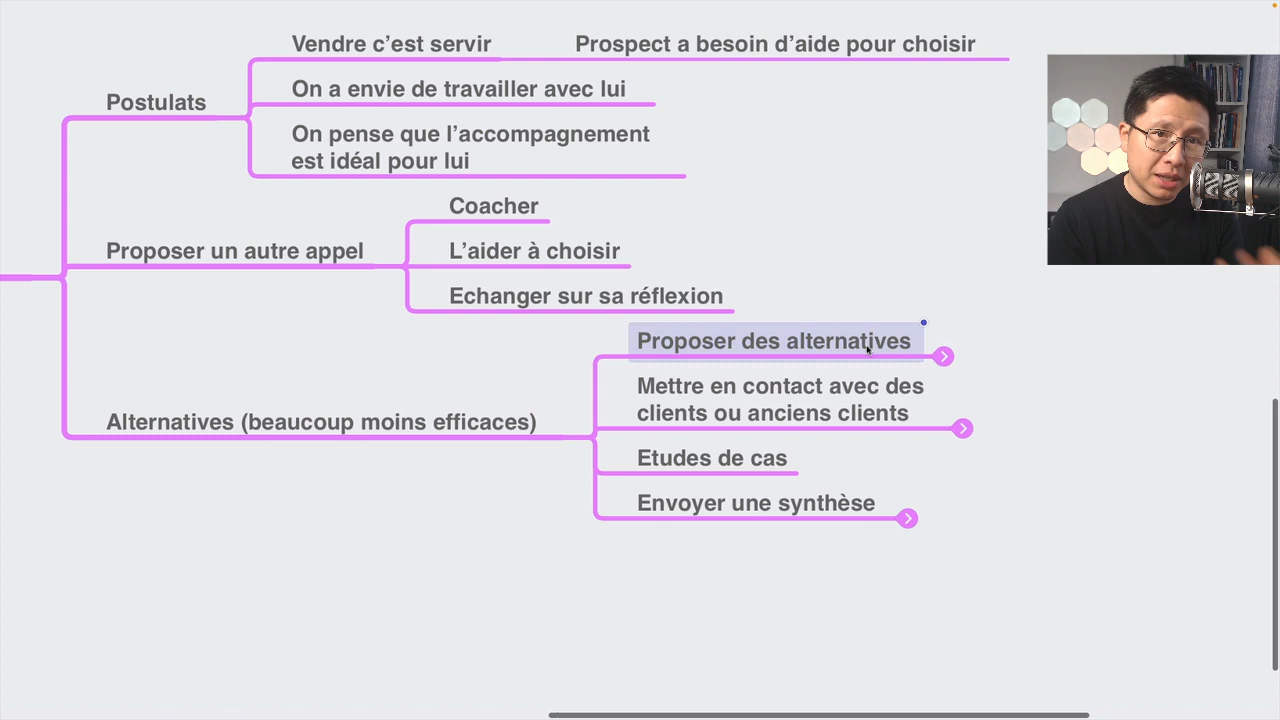 Vendre c’est servir
Prospect a besoin d’aide pour choisir
On a envie de travailler avec lui
Postulats
On pense que l’accompagnement
est idéal pour lui
Coacher
Proposer un autre appel
L’aider à choisir
Echanger sur sa réflexion
Proposer des alternatives
Mettre en contact avec des
clients ou anciens clients
Alternatives (beaucoup moins efficaces)
Etudes de cas
Envoyer une synthèse